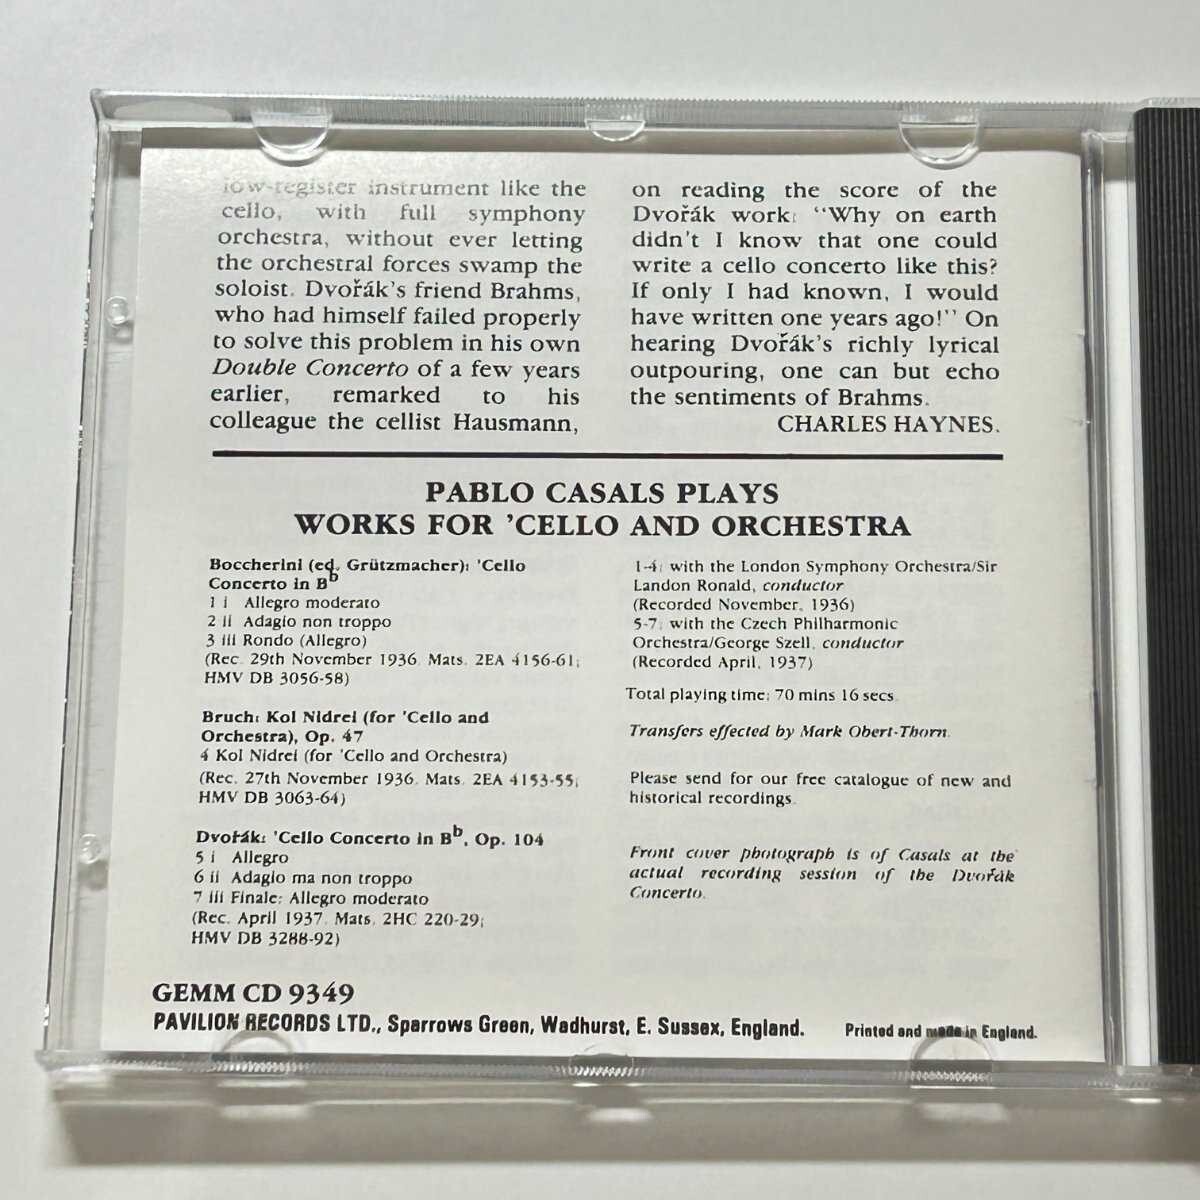 low-register instrument like the
cello, with full symphony
orchestra, without ever letting
the orchestral forces swamp the
soloist. Dvořák's friend Brahms,
who had himself failed properly
to solve this problem in his own
Double Concerto of a few years
earlier, remarked to his
colleague the cellist Hausmann,
on reading the score of the
Dvořák work: "Why on earth
didn't I know that one could
write a cello concerto like this?
If only I had known, I would
have written one years ago!" On
hearing Dvořák's richly lyrical
outpouring, one can but echo
the sentiments of Brahms.
CHARLES HAYNES.
PABLO CASALS PLAYS
WORKS FOR 'CELLO AND ORCHESTRA
Boccherini (ed. Grützmacher): 'Cello
Concerto in Bb
1 i Allegro moderato
2 ii Adagio non troppo
3 iii Rondo (Allegro)
(Rec. 29th November 1936. Mats. 2EA 4156-61;
HMV DB 3056-58)
Bruch: Kol Nidrei (for 'Cello and
Orchestra), Op. 47
4 Kol Nidrei (for 'Cello and Orchestra)
(Rec. 27th November 1936. Mats. 2EA 4153-55;
HMV DB 3063-64)
Dvořák: 'Cello Concerto in Bb, Op. 104
5 i Allegro
6 ii Adagio ma non troppo
7 iii Finale: Allegro moderato
(Rec. April 1937. Mats. 2HC 220-29;
HMV DB 3288-92)
1-4: with the London Symphony Orchestra/Sir
Landon Ronald, conductor
(Recorded November, 1936)
5-7: with the Czech Philharmonic
Orchestra/George Szell, conductor
(Recorded April, 1937)
Total playing time: 70 mins 16 secs.
Transfers effected by Mark Obert-Thorn.
Please send for our free catalogue of new and
historical recordings.
Front cover photograph is of Casals at the
actual recording session of the Dvořák
Concerto.
GEMM CD 9349
PAVILION RECORDS LTD., Sparrows Green, Wadhurst, E. Sussex, England.
Printed and made in England.